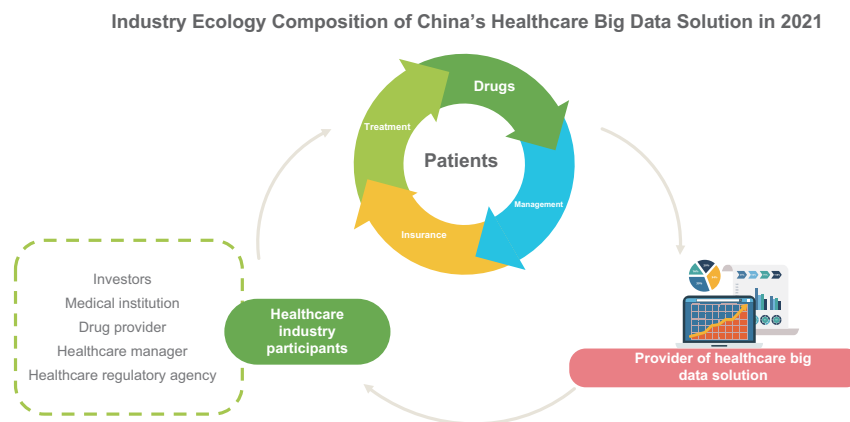 Industry Ecology Composition of China's Healthcare Big Data Solution in 2021
Drugs
Treatment
Patients
Management
Insurance
Investors
Medical institution
Drug provider
Healthcare manager
Healthcare regulatory agency
Healthcare
industry
participants
Provider of healthcare big
data solution